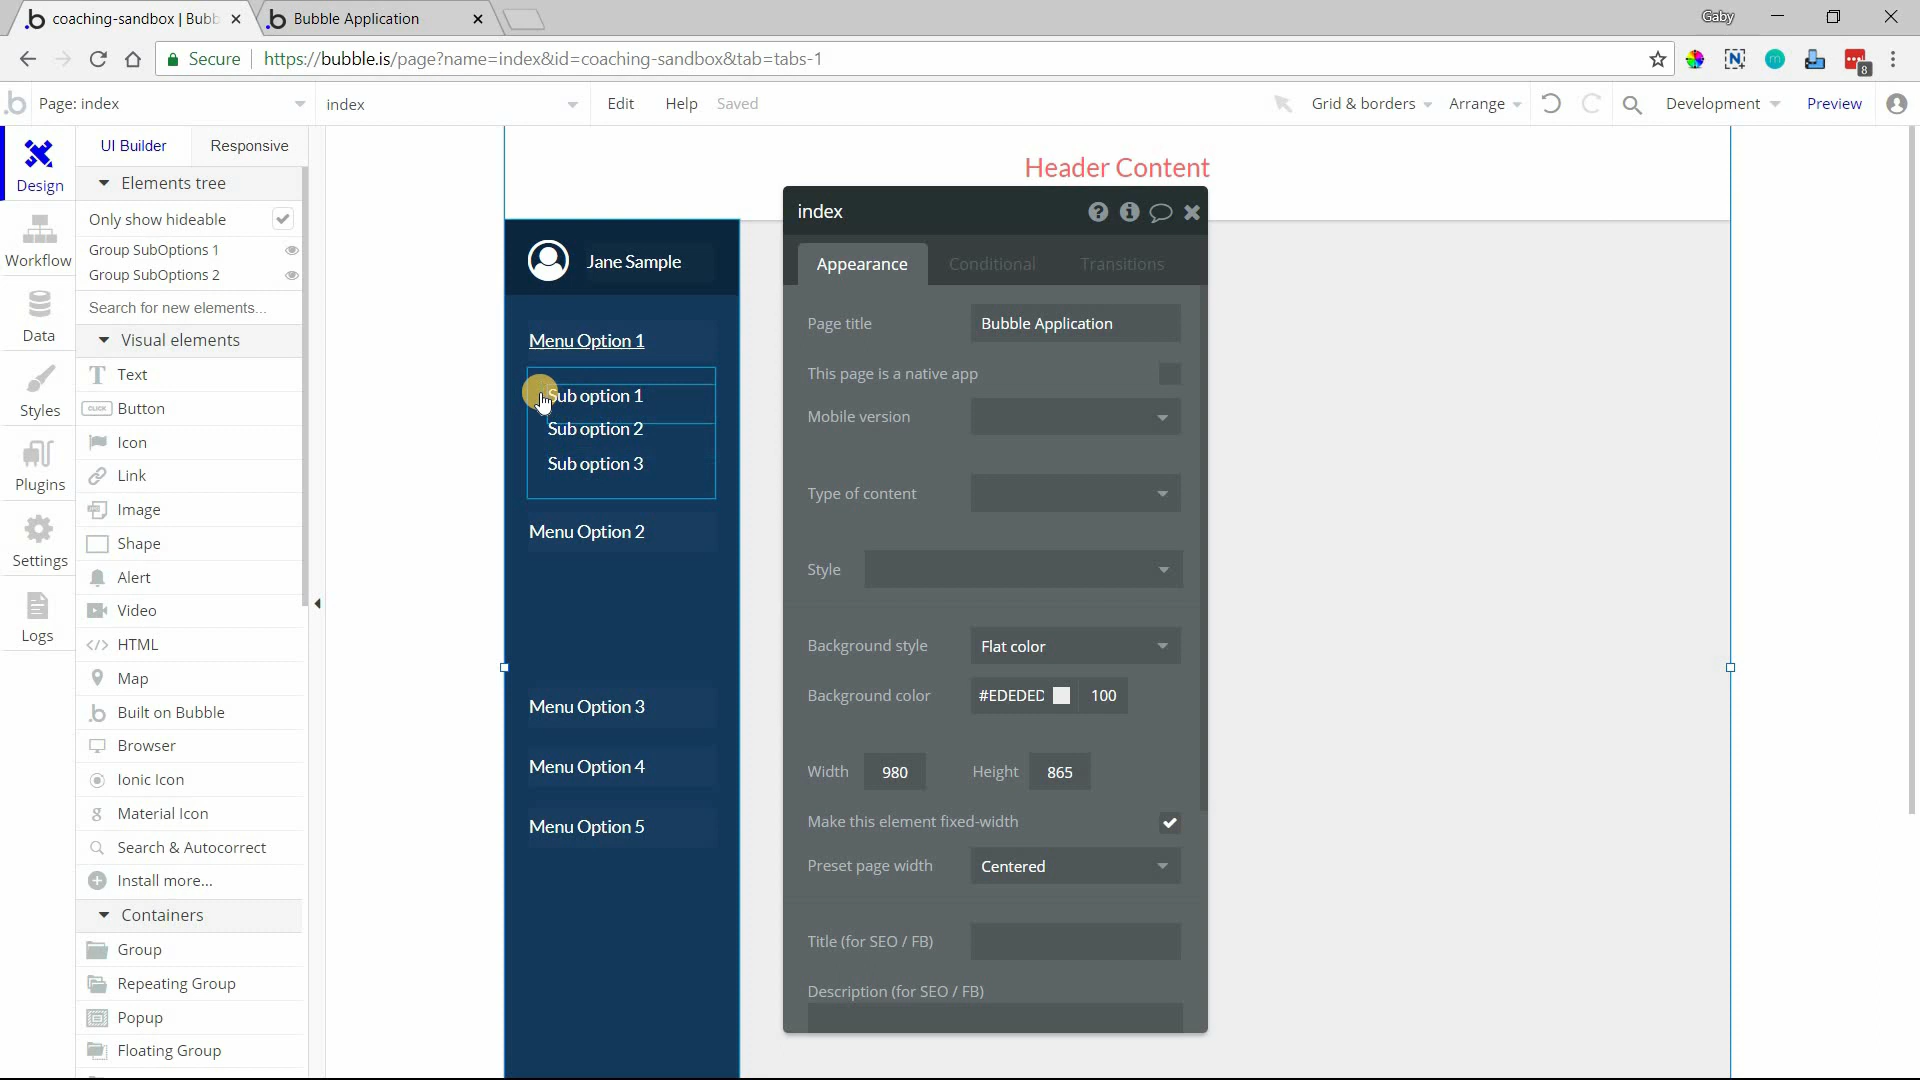 coaching-sandbox | Bubb
Bubble Application
Gaby
Secure
https://bubble.is/page?name=index&id=coaching-sandbox&tab=tabs-1
8
Page: index
index
Edit
Help
Saved
Grid & borders
Arrange
Development
Preview
Design
Workflow
Data
Styles
Plugins
Settings
Logs
UI Builder
Responsive
Elements tree
Only show hideable
Group SubOptions 1
Group SubOptions 2
Search for new elements...
Visual elements
Text
CLICK Button
Icon
Link
Image
Shape
Alert
Video
HTML
Map
Built on Bubble
Browser
Ionic Icon
Material Icon
Search & Autocorrect
Install more...
Containers
Group
Repeating Group
Popup
Floating Group
Header Content
Jane Sample
Menu Option 1
Sub option 1
Sub option 2
Sub option 3
Menu Option 2
Menu Option 3
Menu Option 4
Menu Option 5
index
Appearance
Conditional
Transitions
Page title
Bubble Application
This page is a native app
Mobile version
Type of content
Style
Background style
Flat color
Background color
#EDEDED
100
Width
980
Height
865
Make this element fixed-width
Preset page width
Centered
Title (for SEO / FB)
Description (for SEO / FB)